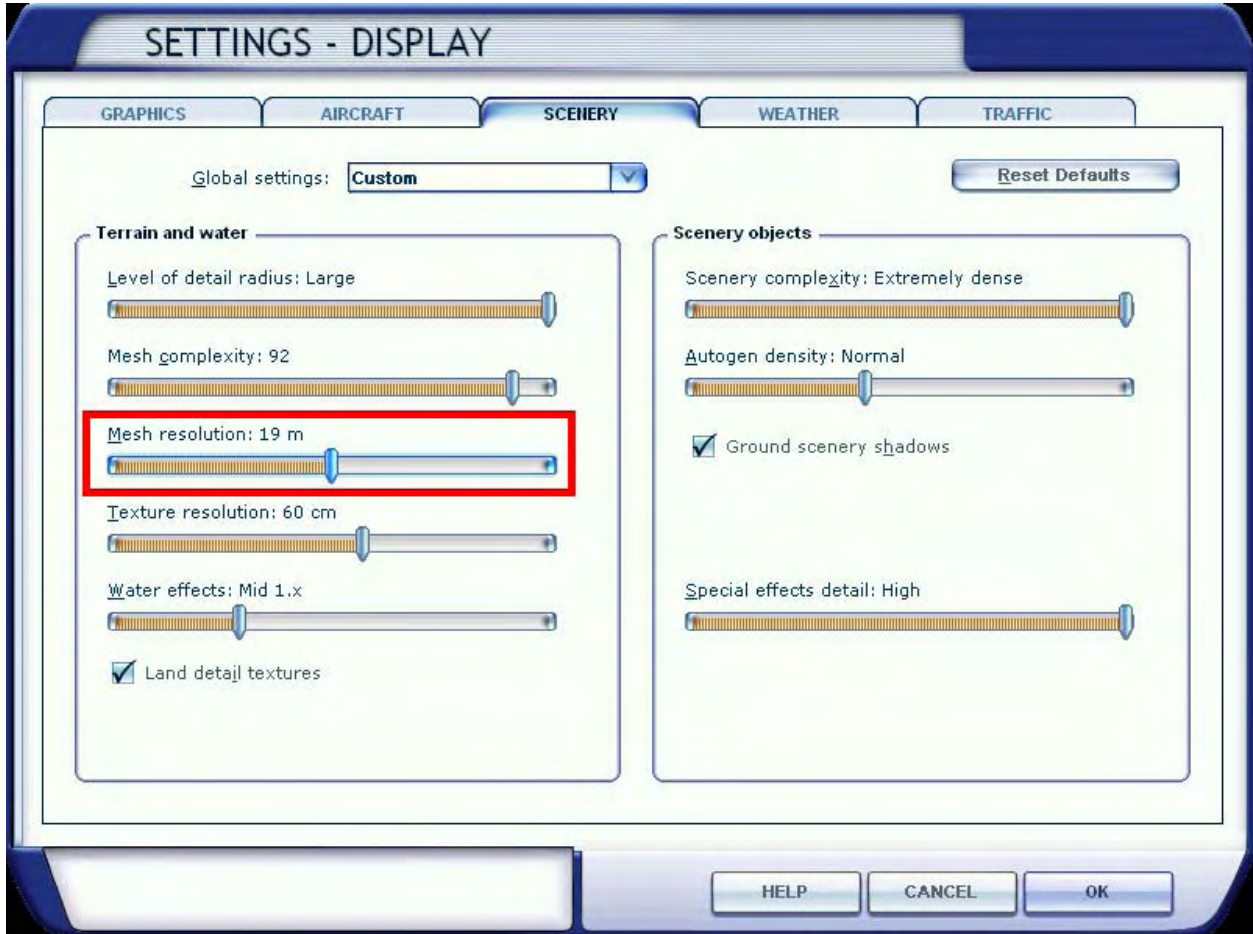 SETTINGS - DISPLAY
GRAPHICS AIRCRAFT SCENERY WEATHER TRAFFIC
Global settings: Custom Reset Defaults
Terrain and water
Level of detail radius: Large
Mesh complexity: 92
Mesh resolution: 19 m
Texture resolution: 60 cm
Water effects: Mid 1.x
Land detail textures
Scenery objects
Scenery complexity: Extremely dense
Autogen density: Normal
Ground scenery shadows
Special effects detail: High
HELP CANCEL OK